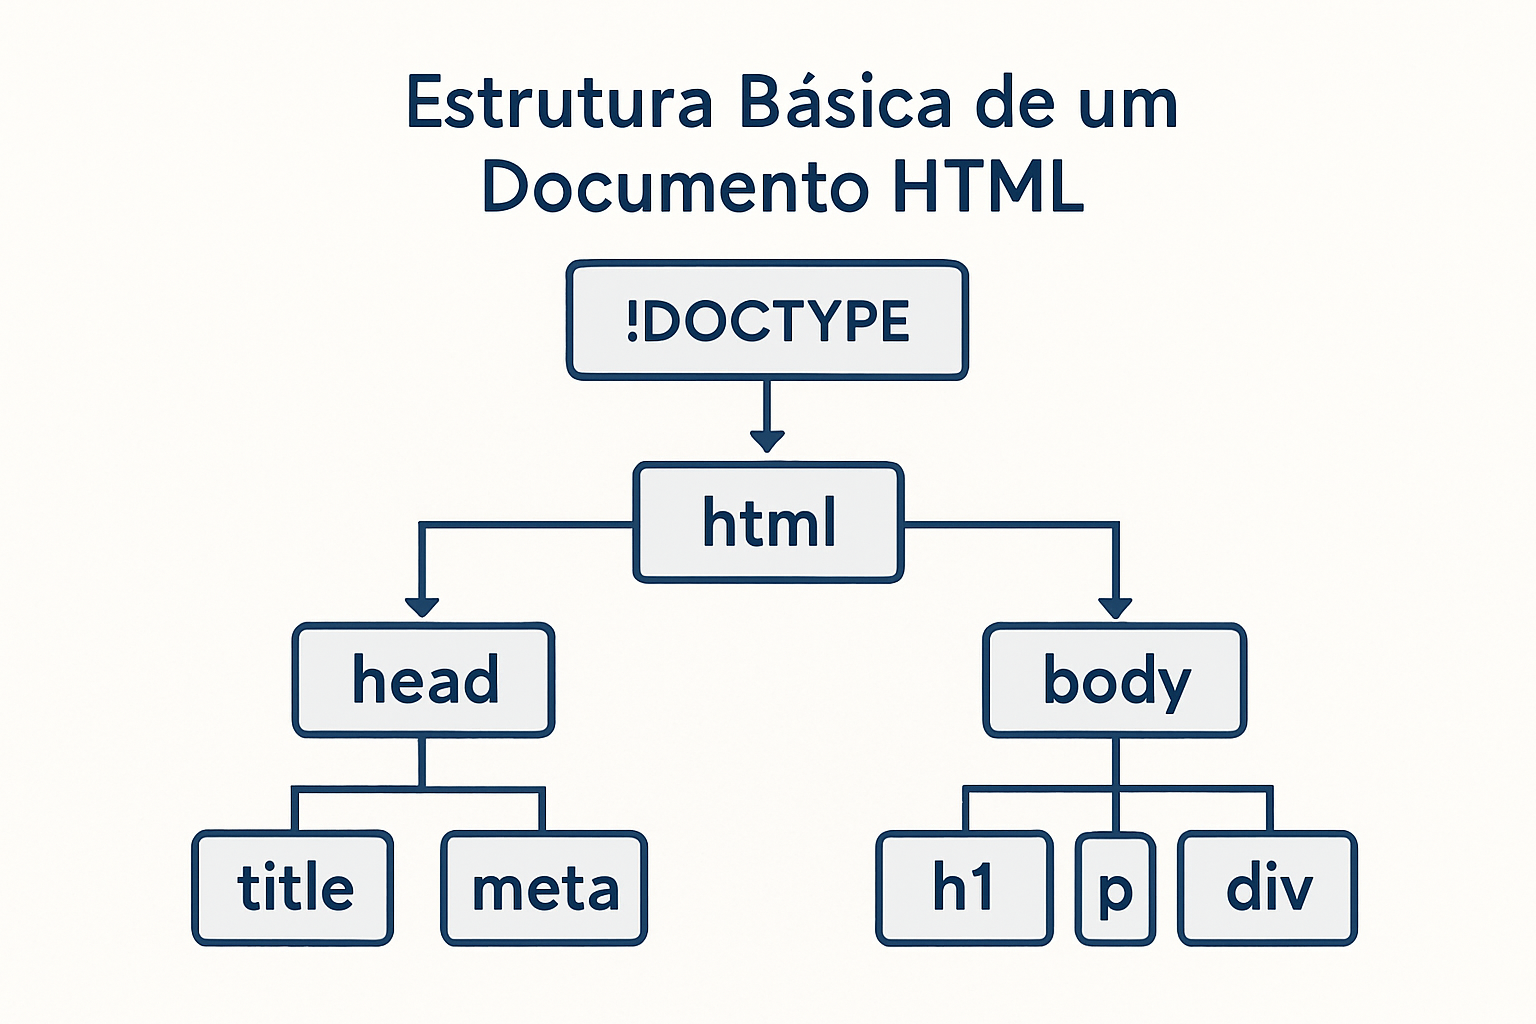 Estrutura Básica de um
Documento HTML
!DOCTYPE
html
head
body
title
meta
h1
p
div